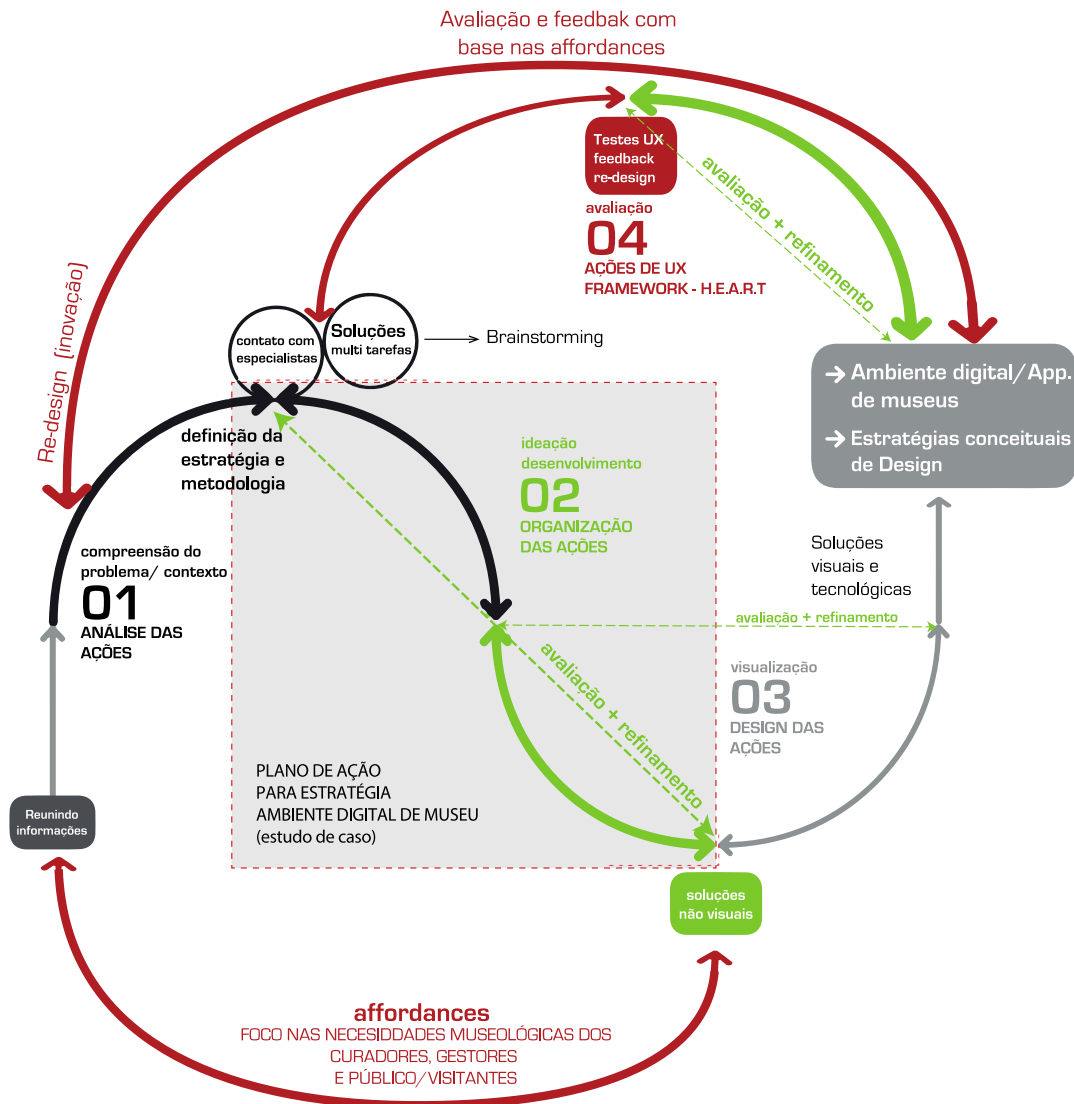 Avaliação e feedbak com
base nas affordances
Re-design [inovação]
Testes UX
feedback
re-design
avaliação
04
AÇÕES DE UX
FRAMEWORK - H.E.A.R.T
avaliação + refinamento
contato com
especialistas
Soluções
multi tarefas
Brainstorming
Ambiente digital/App.
de museus
Estratégias conceituais
de Design
definição da
estratégia e
metodologia
ideação
desenvolvimento
02
ORGANIZAÇÃO
DAS AÇÕES
compreensão do
problema/ contexto
01
ANÁLISE DAS
AÇÕES
Soluções
visuais e
tecnológicas
avaliação + refinamento
avaliação + refinamento
visualização
03
DESIGN DAS
AÇÕES
PLANO DE AÇÃO
PARA ESTRATÉGIA
AMBIENTE DIGITAL DE MUSEU
(estudo de caso)
Reunindo
informações
soluções
não visuais
affordances
FOCO NAS NECESIDDADES MUSEOLÓGICAS DOS
CURADORES, GESTORES
E PÚBLICO/VISITANTES